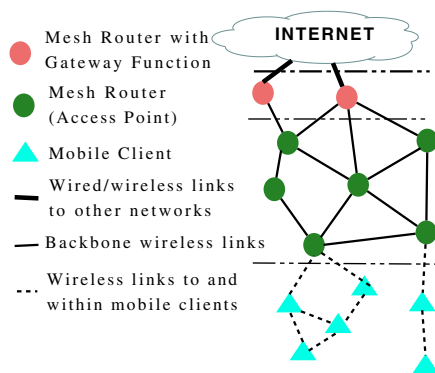 INTERNET
Mesh Router with
Gateway Function
Mesh Router
(Access Point)
Mobile Client
Wired/wireless links
to other networks
Backbone wireless links
Wireless links to and
within mobile clients